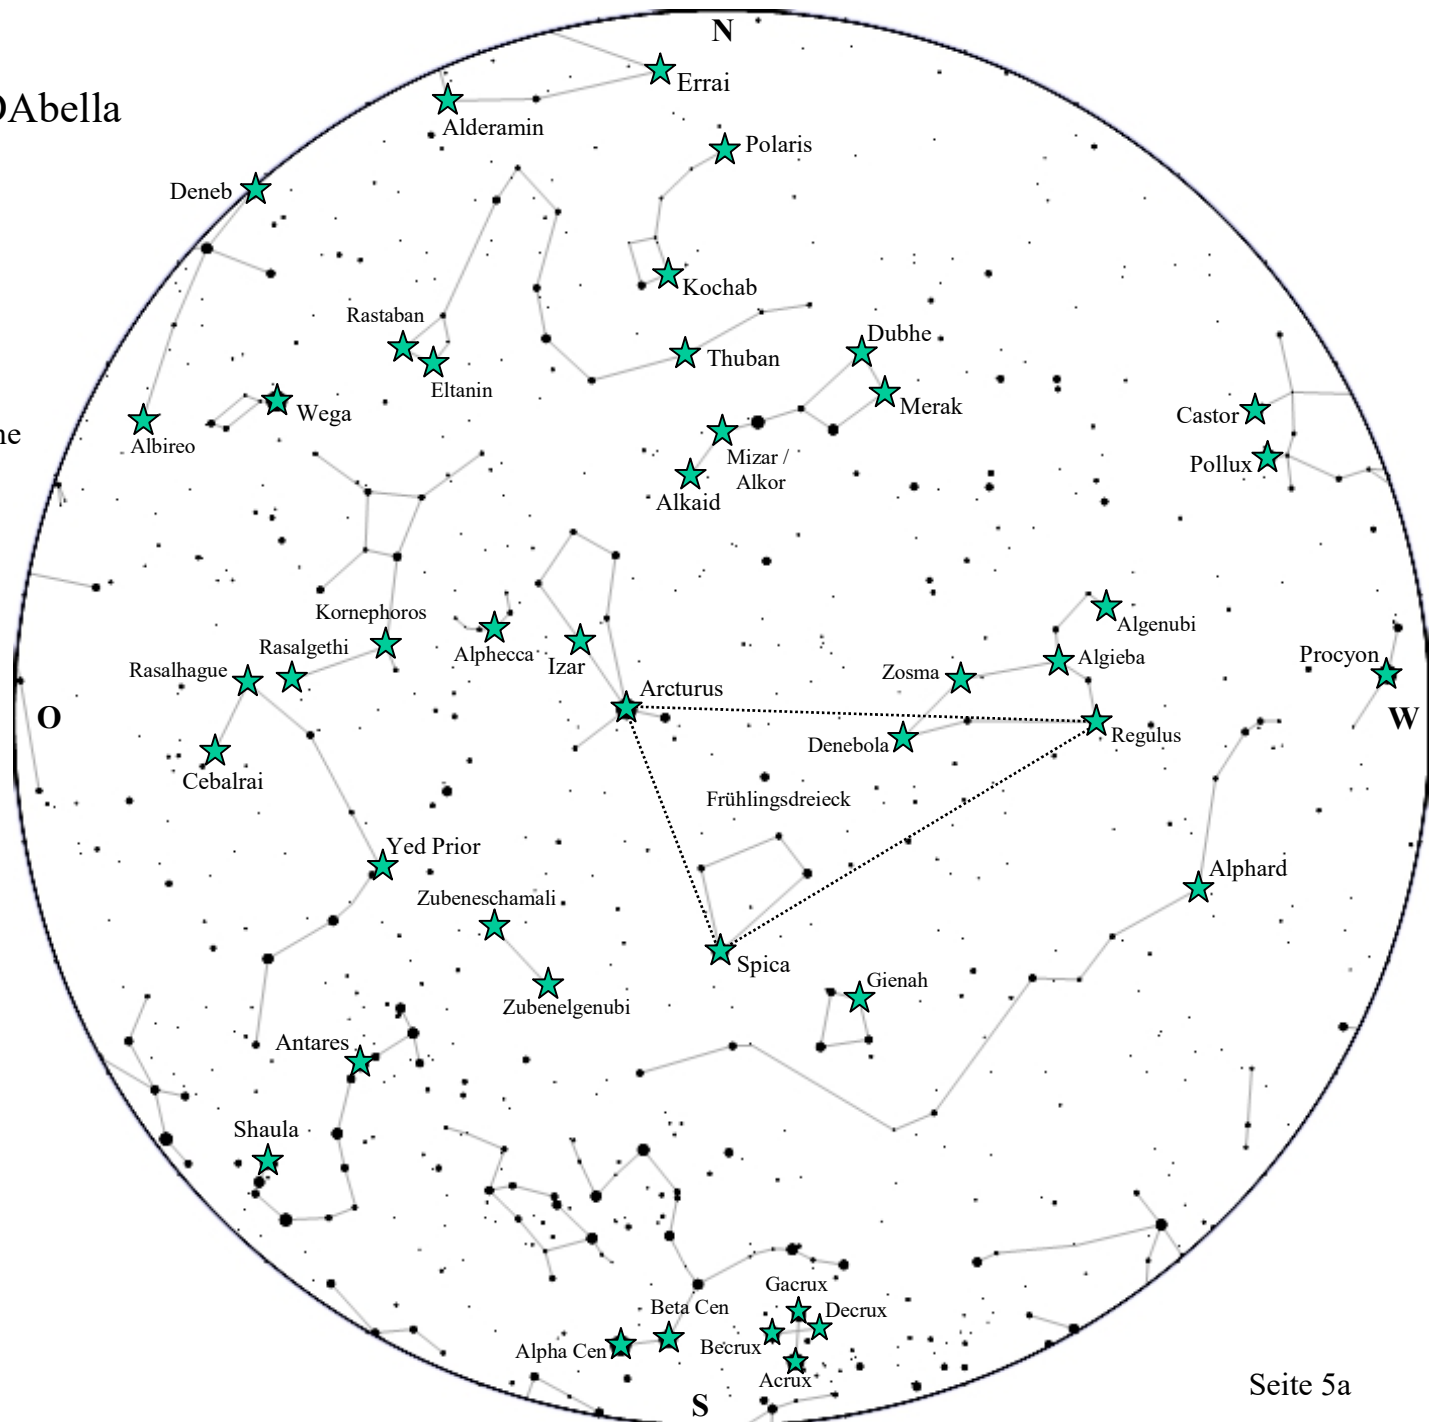 N
Errai
DAbella
Alderamin
Polaris
Deneb
Kochab
Rastaban
Dubhe
Thuban
Eltanin
Merak
Wega
Castor
ne
Albireo
Mizar /
Alkor
Pollux
Alkaid
Kornephoros
Algenubi
Rasalgethi
Alphecca
Izar
Algieba
Procyon
Rasalhague
Zosma
Arcturus
O
W
Regulus
Denebola
Cebalrai
Frühlingsdreieck
Yed Prior
Alphard
Zubeneschamali
Spica
Gienah
Zubenelgenubi
Antares
Shaula
Gacrux
Beta Cen
Decrux
Becrux
Alpha Cen
Acrux
Seite 5a
S